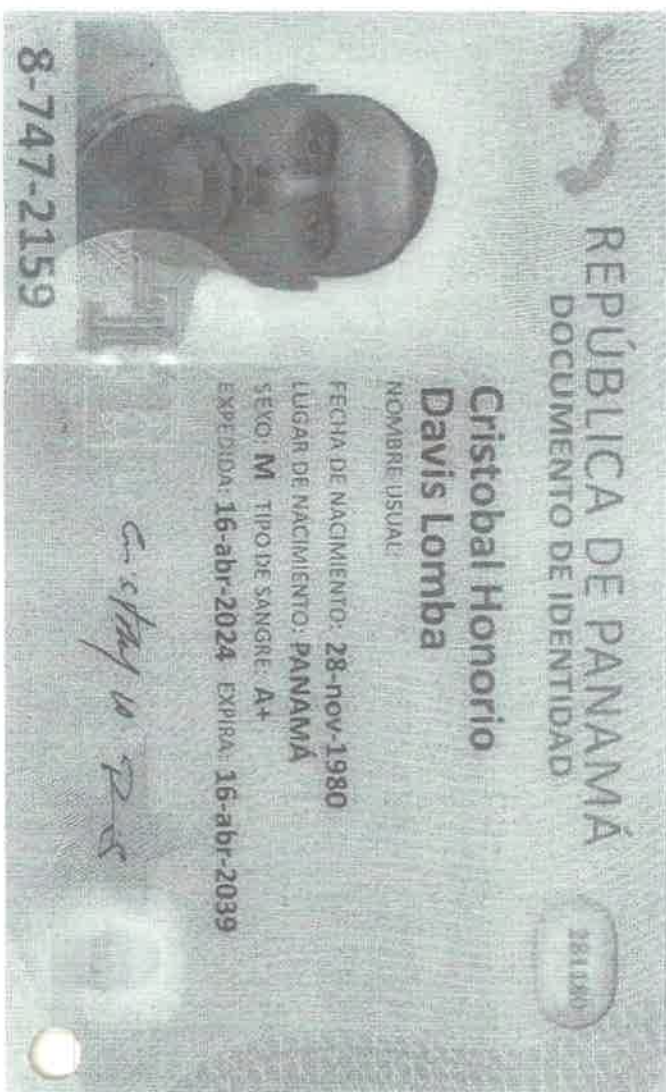 REPÚBLICA DE PANAMÁ
DOCUMENTO DE IDENTIDAD
Cristobal Honorio
Davis Lomba
NOMBRE USUAL:
FECHA DE NACIMIENTO: 28-nov-1980
LUGAR DE NACIMIENTO: PANAMÁ
SEXO: M TIPO DE SANGRE: A+
EXPEDIDA: 16-abr-2024 EXPIRA: 16-abr-2039
8-747-2159
281180